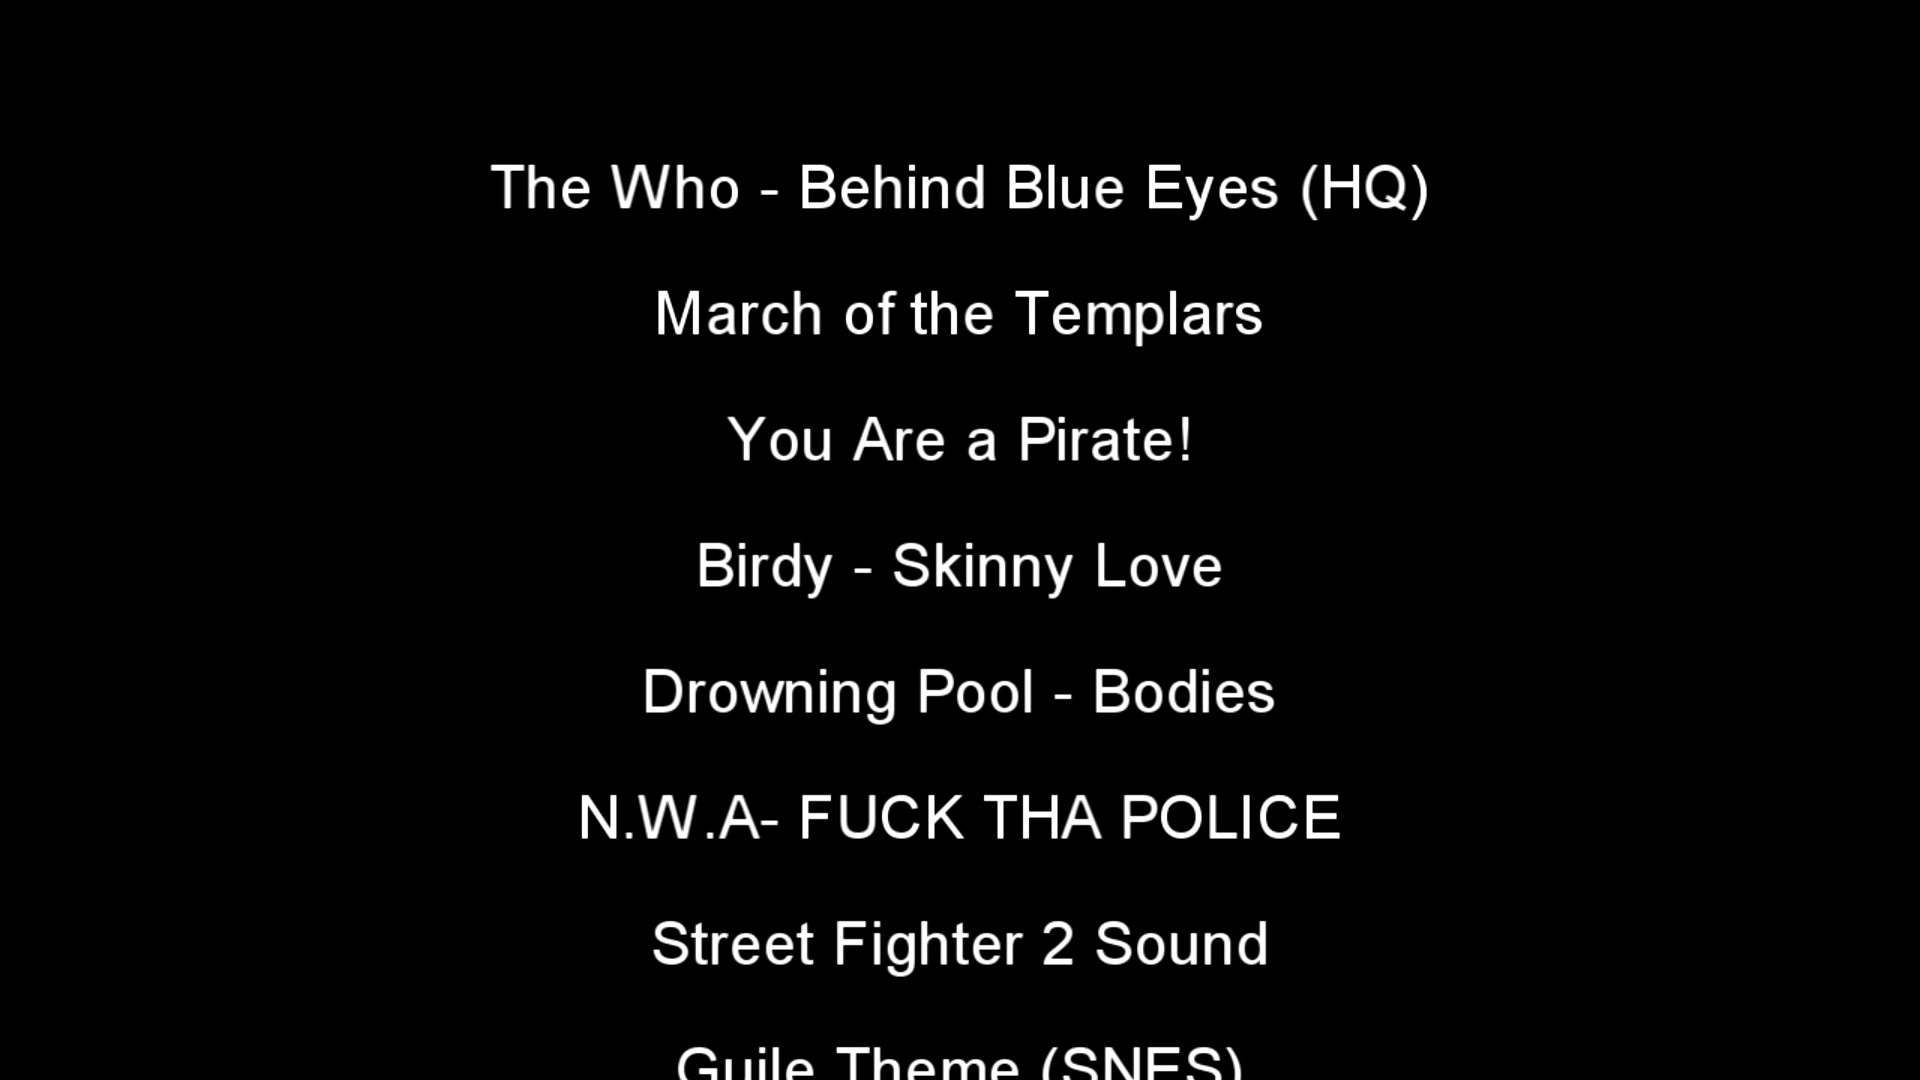 The Who - Behind Blue Eyes (HQ)
March of the Templars
You Are a Pirate!
Birdy - Skinny Love
Drowning Pool - Bodies
N.W.A- FUCK THA POLICE
Street Fighter 2 Sound
Guile Theme (SNES)